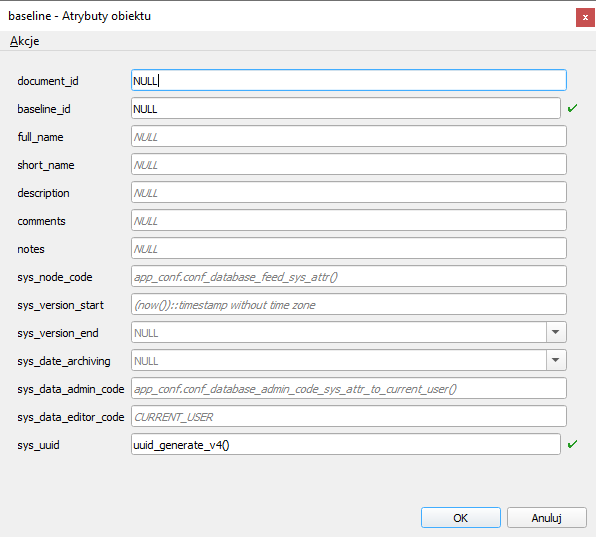 baseline - Atrybuty obiektu
x
Akcje
document_id NULL
baseline_id NULL
full_name NULL
short_name NULL
description NULL
comments NULL
notes NULL
sys_node_code app_conf.conf_database_feed_sys_attr()
sys_version_start (now())::timestamp without time zone
sys_version_end NULL
sys_date_archiving NULL
sys_data_admin_code app_conf.conf_database_admin_code_sys_attr_to_current_user()
sys_data_editor_code CURRENT_USER
sys_uuid uuid_generate_v4()
OK Anuluj